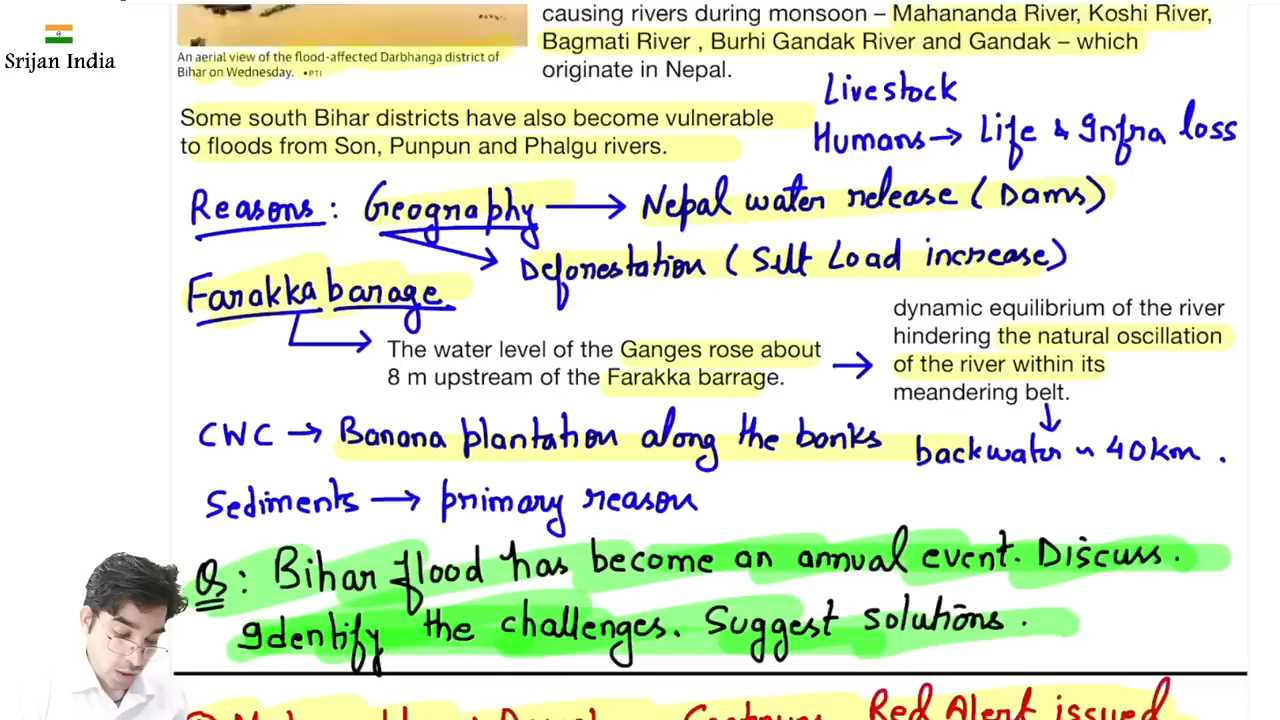 causing rivers during monsoon – Mahananda River, Koshi River,
Bagmati River , Burhi Gandak River and Gandak – which
originate in Nepal.
Srijan India
An aerial view of the flood-affected Darbhanga district of
Bihar on Wednesday. • PTI
Livestock
Some south Bihar districts have also become vulnerable
to floods from Son, Punpun and Phalgu rivers.
Humans → Life & Infra loss
Reasons : Geography → Nepal water release (Dams)
→ Deforestation (Silt Load increase)
Farakka barage
The water level of the Ganges rose about
8 m upstream of the Farakka barrage.
→ dynamic equilibrium of the river
hindering the natural oscillation
of the river within its
meandering belt.
CWC → Banana plantation along the banks
backwater ~ 40km .
Sediments → primary reason
Qs : Bihar flood has become an annual event. Discuss.
Identify the challenges. Suggest solutions.
Red Alert issued